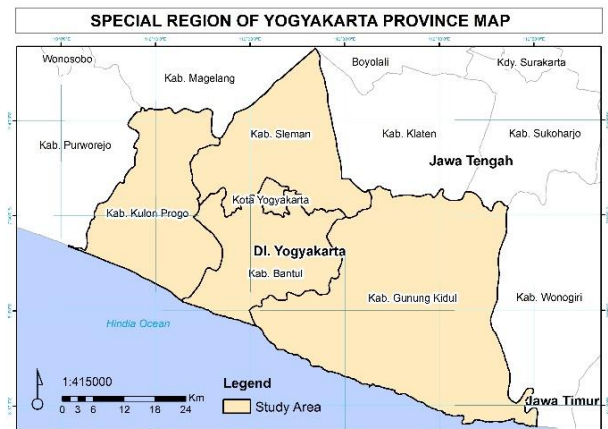 SPECIAL REGION OF YOGYAKARTA PROVINCE MAP
Wonosobo
Kab. Magelang
Boyolali
Kdy. Surakarta
Kab. Purworejo
Kab. Sleman
Kab. Klaten
Kab. Sukoharjo
Jawa Tengah
Kota Yogyakarta
Kab. Kulon Progo
DI. Yogyakarta
Kab. Bantul
Kab. Gunung Kidul
Kab. Wonogiri
Hindia Ocean
Jawa Timur
1:415000
Km
0 3 6 12 18 24
Legend
Study Area